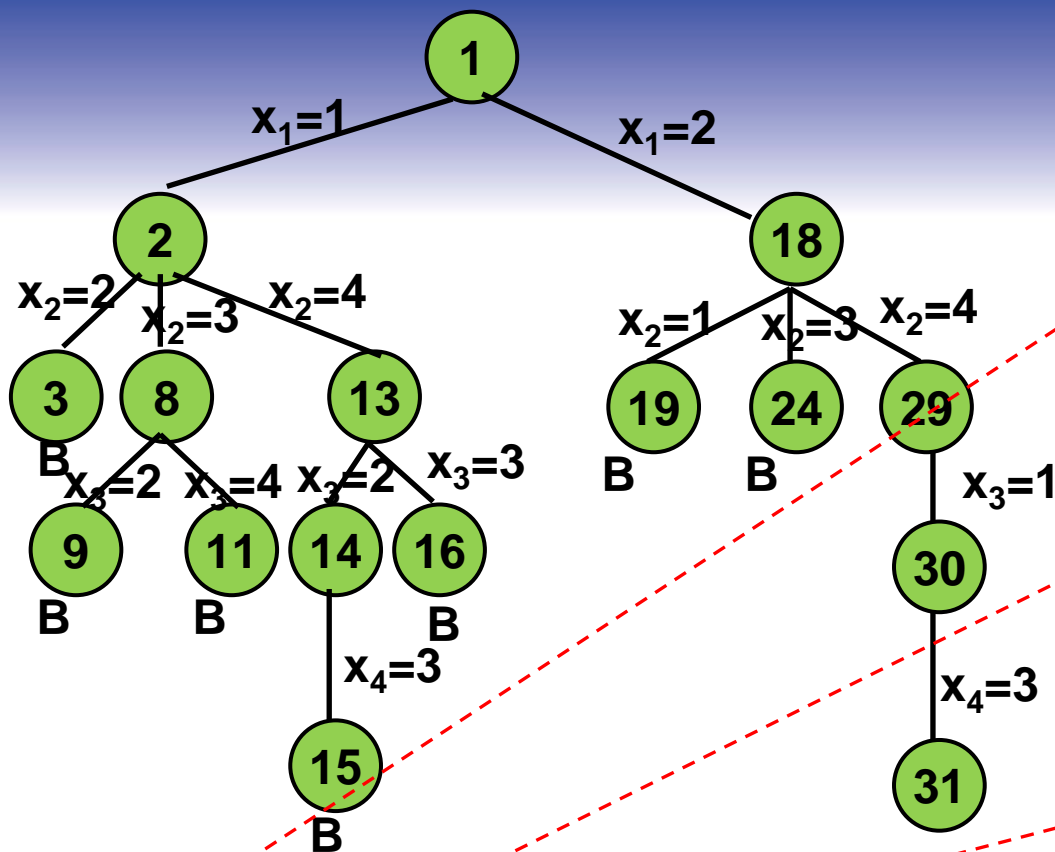 1
x₁=1 x₁=2
2 18
x₂=2 x₂=3 x₂=4 x₂=1 x₂=3 x₂=4
3 8 13 19 24 29
B B B
x₃=2 x₃=4 x₃=2 x₃=3 x₃=1
9 11 14 16 30
B B B
x₄=3 x₄=3
15 31
B